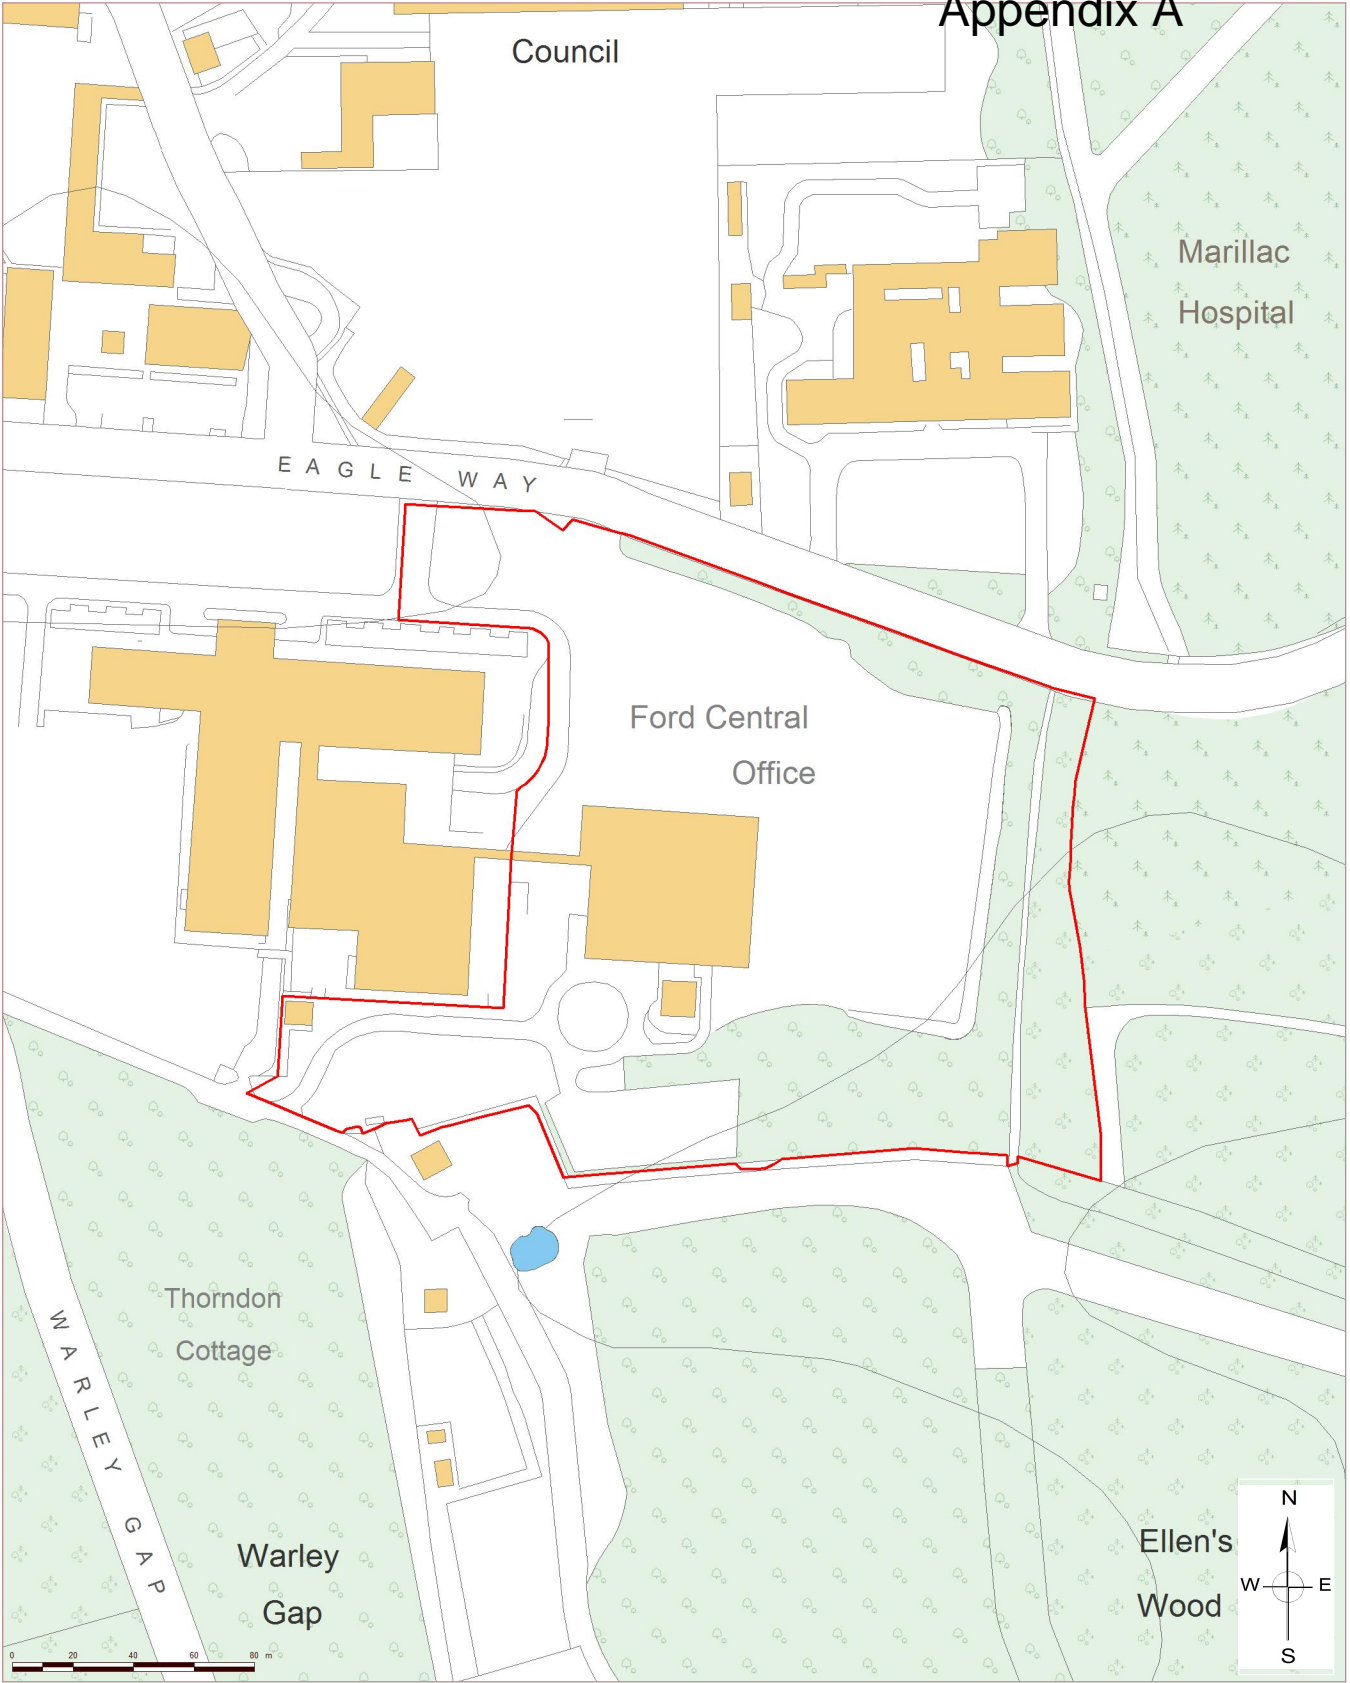 Appendix A
Council
Marillac
Hospital
EAGLE WAY
Ford Central
Office
Thorndon
Cottage
WARLEY GAP
Warley
Gap
Ellen's
Wood
N
W E
S
0 20 40 60 80 m